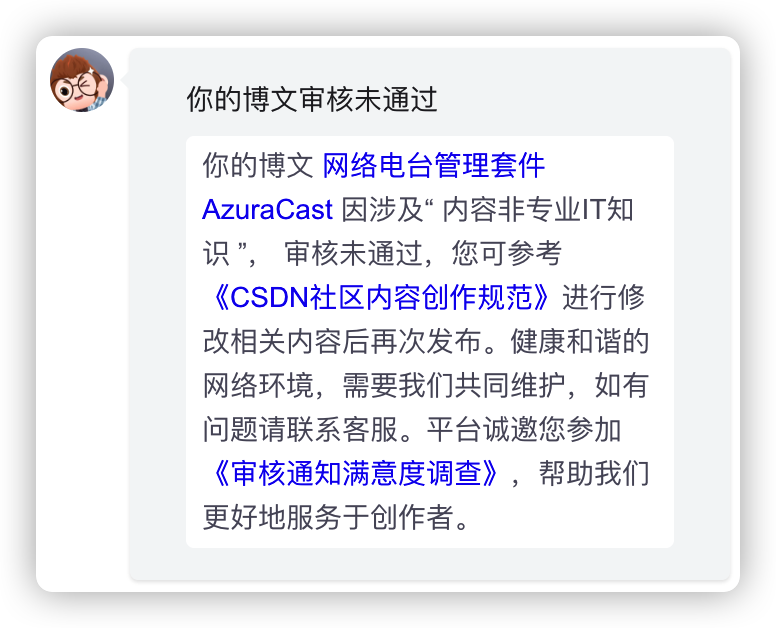 你的博文审核未通过
你的博文 网络电台管理套件
AzuraCast 因涉及“ 内容非专业IT知
识 ”， 审核未通过，您可参考
《CSDN社区内容创作规范》进行修
改相关内容后再次发布。健康和谐的
网络环境，需要我们共同维护，如有
问题请联系客服。平台诚邀您参加
《审核通知满意度调查》，帮助我们
更好地服务于创作者。